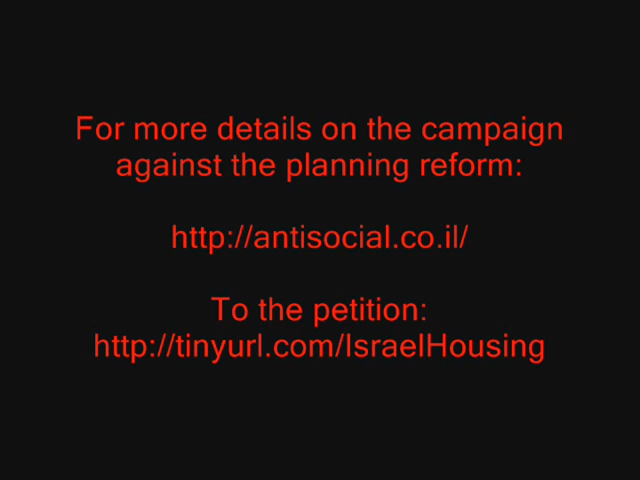 For more details on the campaign
against the planning reform:
http://antisocial.co.il/
To the petition:
http://tinyurl.com/IsraelHousing